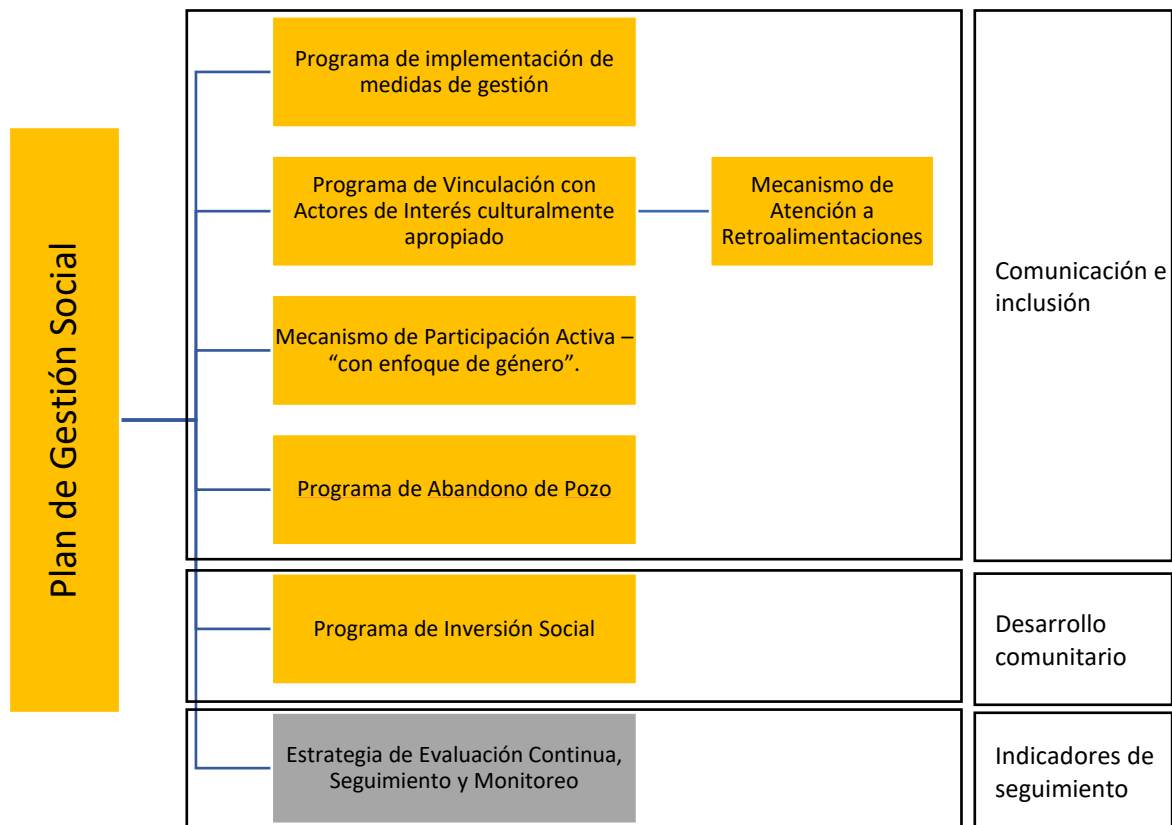 Plan de Gestión Social
Programa de implementación de
medidas de gestión
Programa de Vinculación con
Actores de Interés culturalmente
apropiado
Mecanismo de
Atención a
Retroalimentaciones
Mecanismo de Participación Activa –
“con enfoque de género”.
Programa de Abandono de Pozo
Comunicación e
inclusión
Programa de Inversión Social
Desarrollo
comunitario
Estrategia de Evaluación Continua,
Seguimiento y Monitoreo
Indicadores de
seguimiento